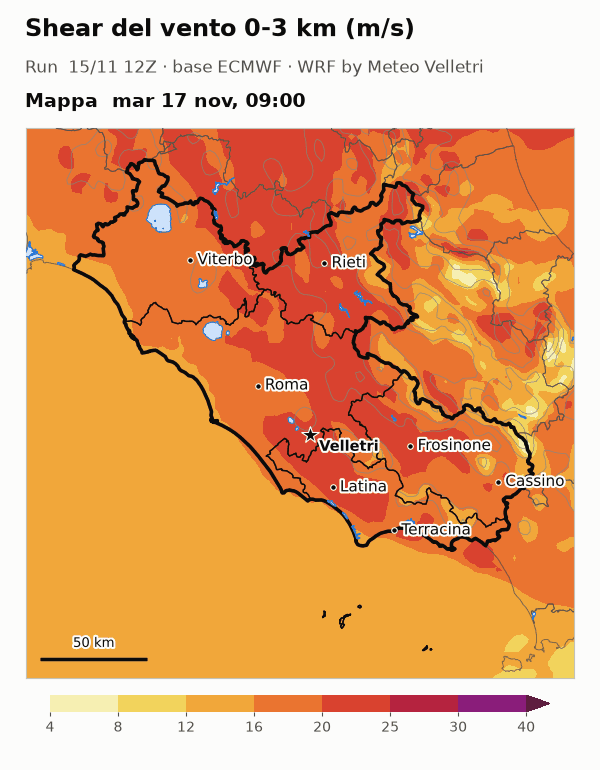 Shear del vento 0-3 km (m/s)
Run 15/11 12Z · base ECMWF · WRF by Meteo Velletri
Mappa mar 17 nov, 09:00
Viterbo
Rieti
Roma
Velletri
Frosinone
Latina
Cassino
Terracina
50 km
4 8 12 16 20 25 30 40